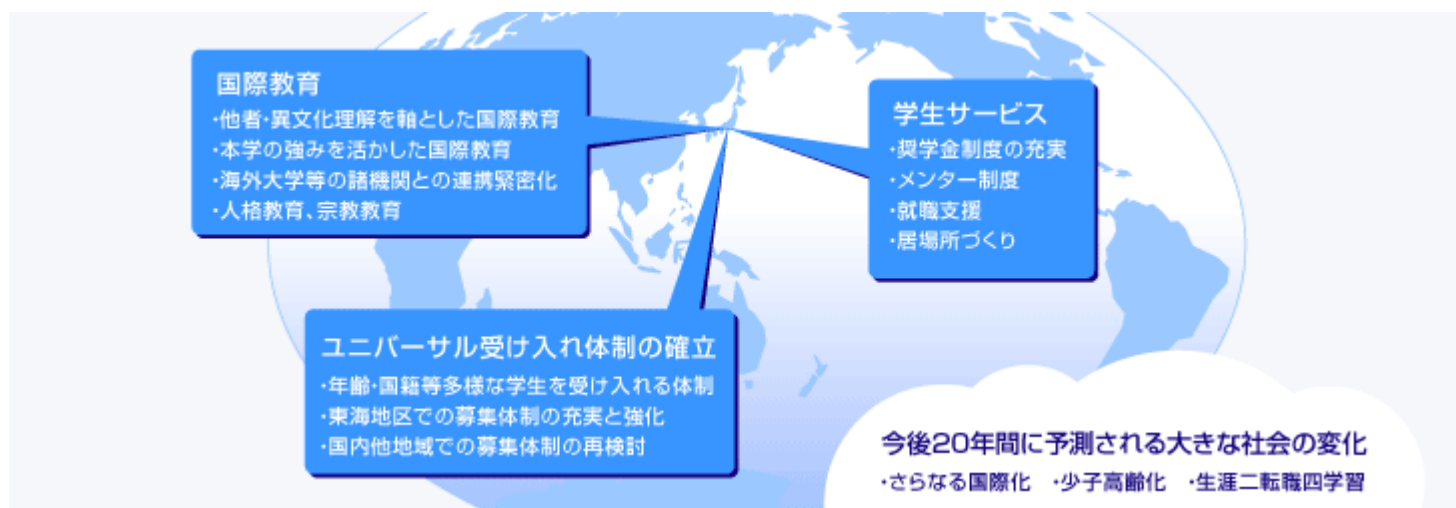 国際教育
・他者・異文化理解を軸とした国際教育
・本学の強みを活かした国際教育
・海外大学等の諸機関との連携緊密化
・人格教育、宗教教育
学生サービス
・奨学金制度の充実
・メンター制度
・就職支援
・居場所づくり
ユニバーサル受け入れ体制の確立
・年齢・国籍等多様な学生を受け入れる体制
・東海地区での募集体制の充実と強化
・国内他地域での募集体制の再検討
今後20年間に予測される大きな社会の変化
・さらなる国際化 ・少子高齢化 ・生涯二転職四学習